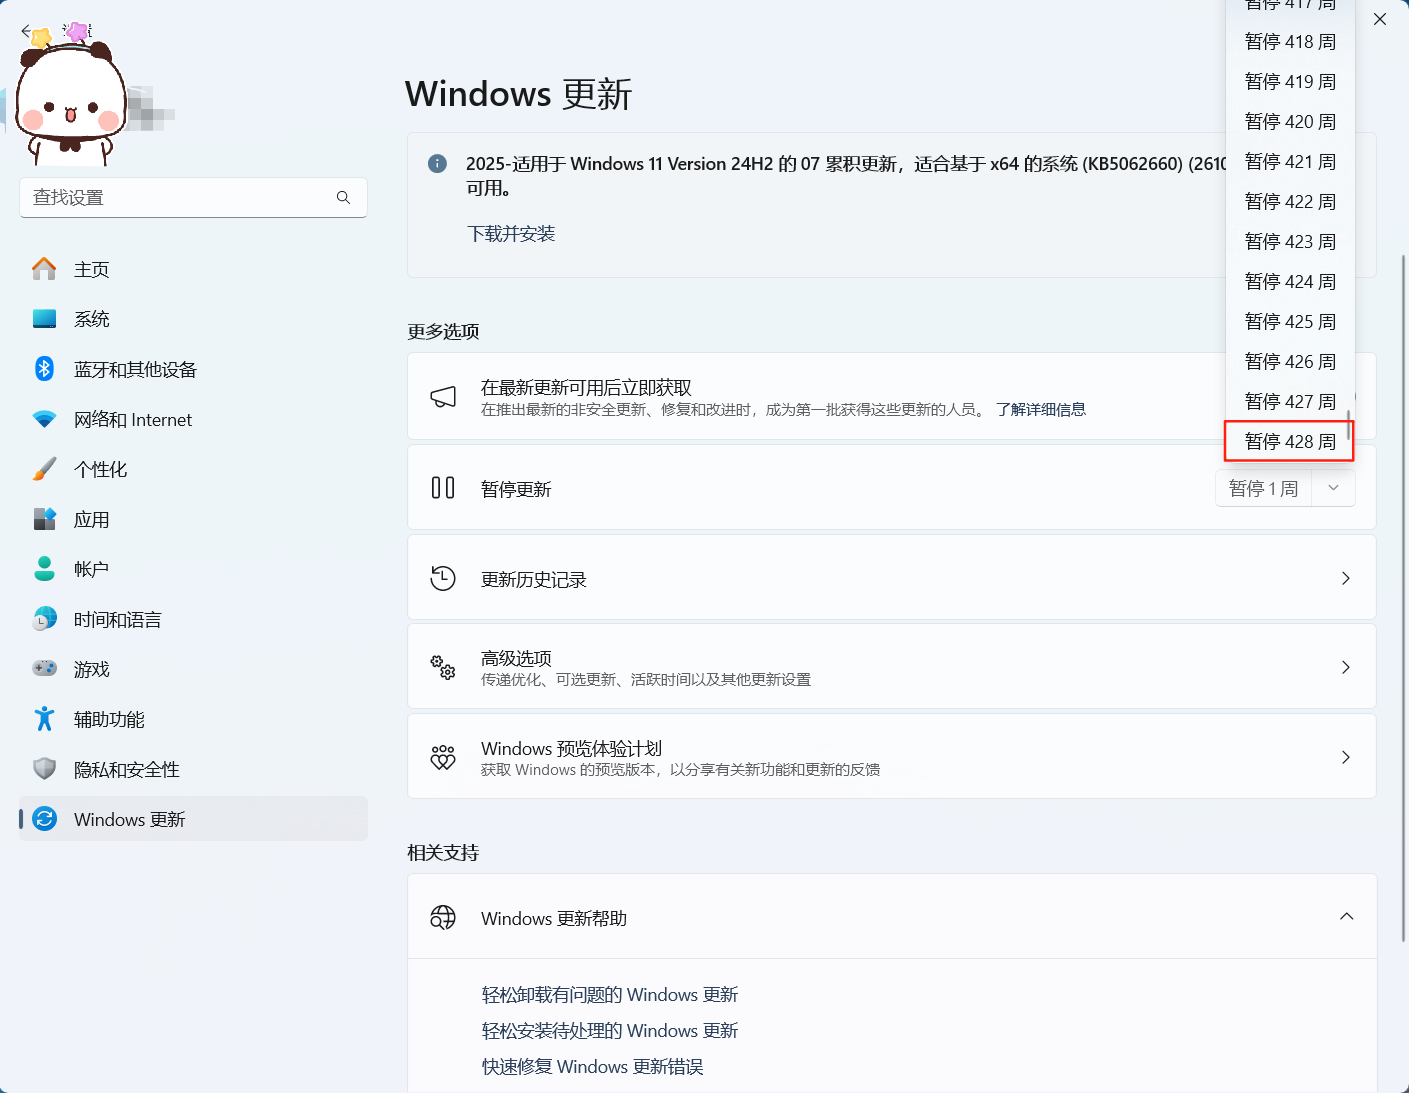 Windows 更新
2025-适用于 Windows 11 Version 24H2 的 07 累积更新，适合基于 x64 的系统 (KB5062660) (2610
可用。
下载并安装
查找设置
主页
系统
蓝牙和其他设备
网络和 Internet
个性化
应用
帐户
时间和语言
游戏
辅助功能
隐私和安全性
Windows 更新
更多选项
在最新更新可用后立即获取
在推出最新的非安全更新、修复和改进时，成为第一批获得这些更新的人员。 了解详细信息
暂停更新
暂停 417 周
暂停 418 周
暂停 419 周
暂停 420 周
暂停 421 周
暂停 422 周
暂停 423 周
暂停 424 周
暂停 425 周
暂停 426 周
暂停 427 周
暂停 428 周
暂停 1 周
更新历史记录
高级选项
传递优化、可选更新、活跃时间以及其他更新设置
Windows 预览体验计划
获取 Windows 的预览版本，以分享有关新功能和更新的反馈
相关支持
Windows 更新帮助
轻松卸载有问题的 Windows 更新
轻松安装待处理的 Windows 更新
快速修复 Windows 更新错误